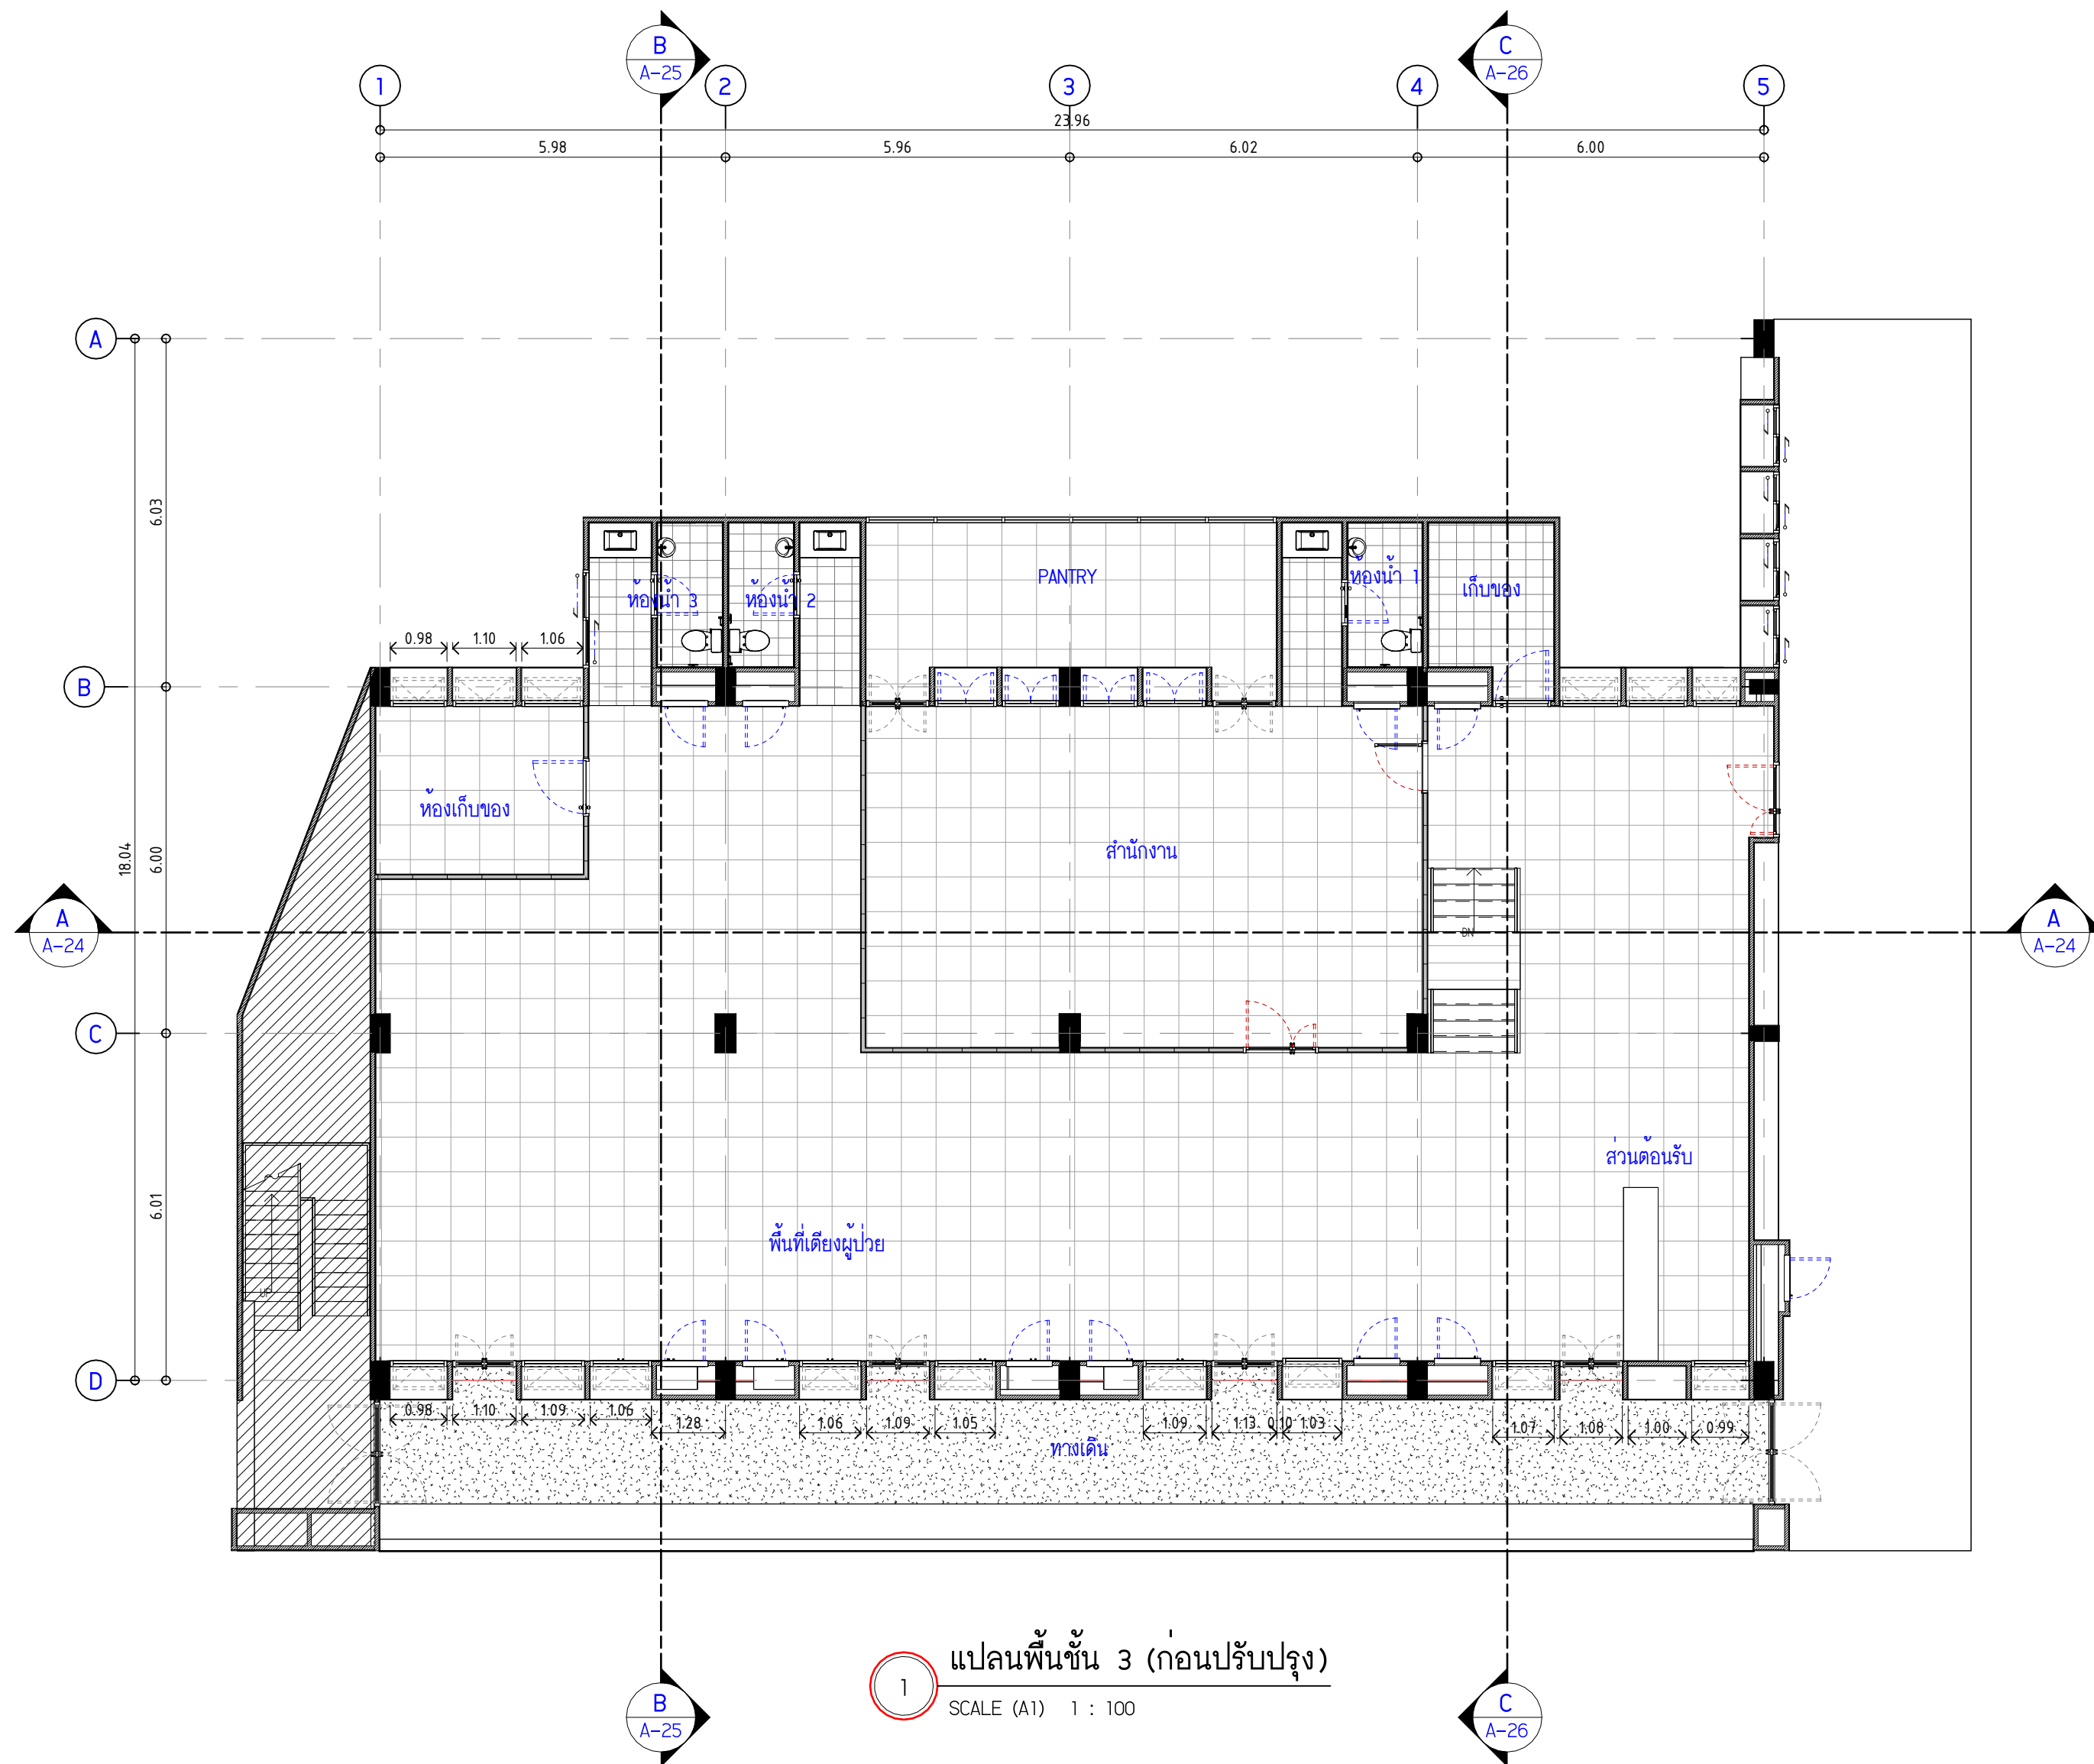 B
A-25
C
A-26
1
2
3
4
5
23.96
5.98
5.96
6.02
6.00
A
6.03
PANTRY
ห้องน้ำ 1
เก็บของ
ห้องน้ำ 3
ห้องน้ำ 2
0.98
1.10
1.06
B
ห้องเก็บของ
สำนักงาน
18.04
6.00
A
A-24
DN
A
A-24
C
ส่วนต้อนรับ
6.01
พื้นที่เตียงผู้ป่วย
UP
D
0.98
1.10
1.09
1.06
1.28
1.06
1.09
1.05
1.09
1.13
0.10
1.03
1.07
1.08
1.00
0.99
ทางเดิน
1
แปลนพื้นชั้น 3 (ก่อนปรับปรุง)
SCALE (A1) 1 : 100
B
A-25
C
A-26